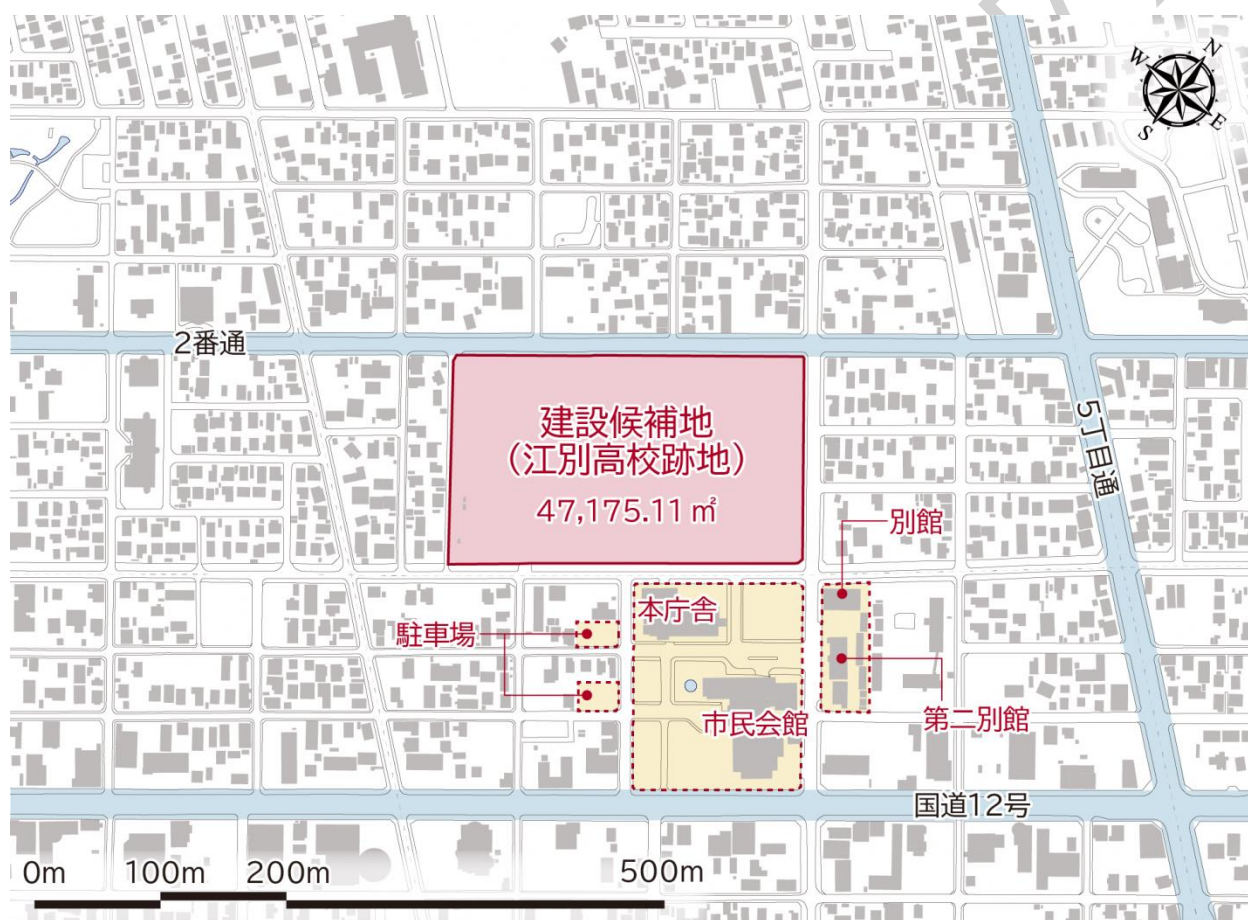 N
W
E
S
2番通
建設候補地
(江別高校跡地)
47,175.11㎡
5丁目通
別館
本庁舎
駐車場
市民会館
第二別館
国道12号
0m
100m
200m
500m